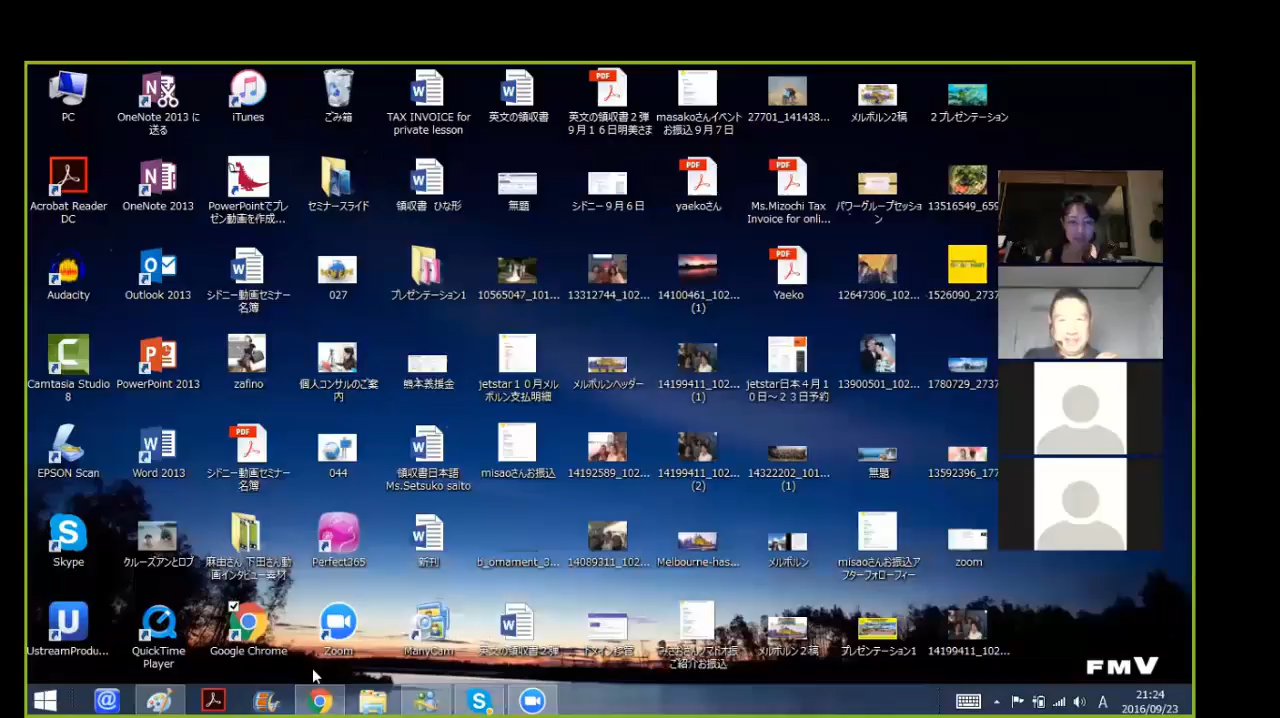 PC
OneNote 2013 に
送る
iTunes
ごみ箱
TAX INVOICE for
private lesson
英文の領収書
英文の領収書２弾
９月１６日明美さま
masakoさんイベント
お振込９月７日
27701_141438...
メルボルン2稿
２プレゼンテーション
Acrobat Reader
DC
OneNote 2013
PowerPointでプレ
ゼン動画を作成...
セミナースライド
領収書 ひな形
無題
シドニー９月６日
yaekoさん
Ms.Mizochi Tax
Invoice for onli...
パワーグループセッショ
ン
13516549_659
Audacity
Outlook 2013
シドニー動画セミナー
名簿
027
プレゼンテーション1
10565047_101...
13312744_102...
14100461_102...
(1)
Yaeko
12647306_102...
1526090_2737
Camtasia Studio
8
PowerPoint 2013
zafino
個人コンサルのご案
内
熊本義援金
jetstar１０月メル
ボルン支払明細
メルボルンヘッダー
14199411_102...
(1)
jetstar日本４月１
０日～２３日予約
13900501_102...
1780729_2737
EPSON Scan
Word 2013
シドニー動画セミナー
名簿
044
領収書日本語
Ms.Setsuko saito
misaoさんお振込
14192589_102...
14199411_102...
(2)
14322202_101...
(1)
無題
13592396_177
Skype
クルーズアンとロブ
麻由さん 下田さん動
画インタビュー素材
Perfect365
新刊
b_ornament_3...
14089311_102...
Melbourne-has...
メルボルン
misaoさんお振込ア
フターフォローフィー
zoom
UstreamProdu...
QuickTime
Player
Google Chrome
Zoom
ManyCam
英文の領収書２弾
ドメイン移管
ご紹介お振込
メルボルン２稿
プレゼンテーション1
14199411_102...
FMV
A
21:24
2016/09/23